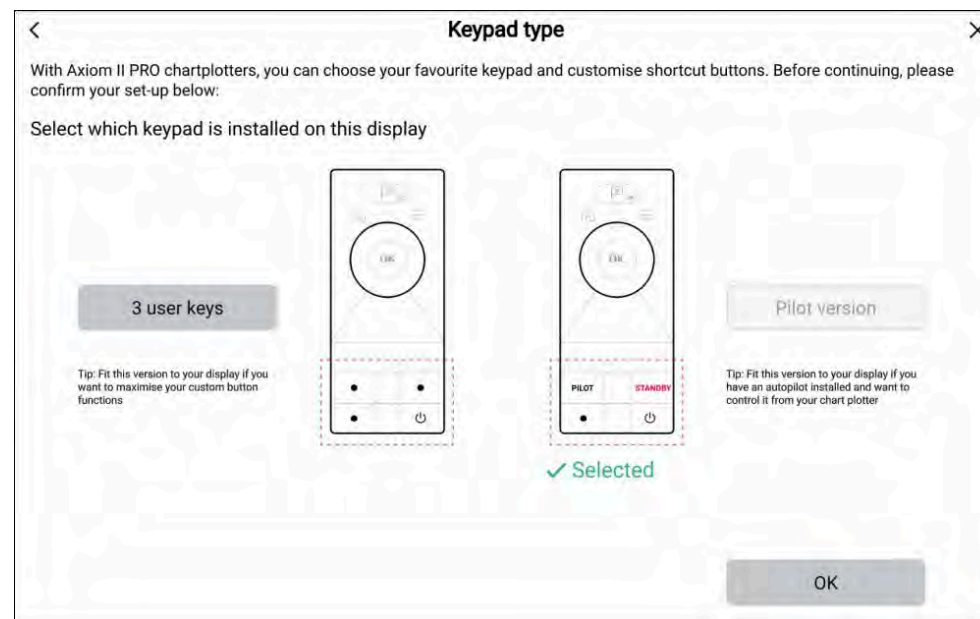 Keypad type
With Axiom II PRO chartplotters, you can choose your favourite keypad and customise shortcut buttons. Before continuing, please
confirm your set-up below:
Select which keypad is installed on this display
OK
OK
3 user keys
Pilot version
Tip: Fit this version to your display if you
want to maximise your custom button
functions
PILOT STANDBY
Tip: Fit this version to your display if you
have an autopilot installed and want to
control it from your chart plotter
Selected
OK